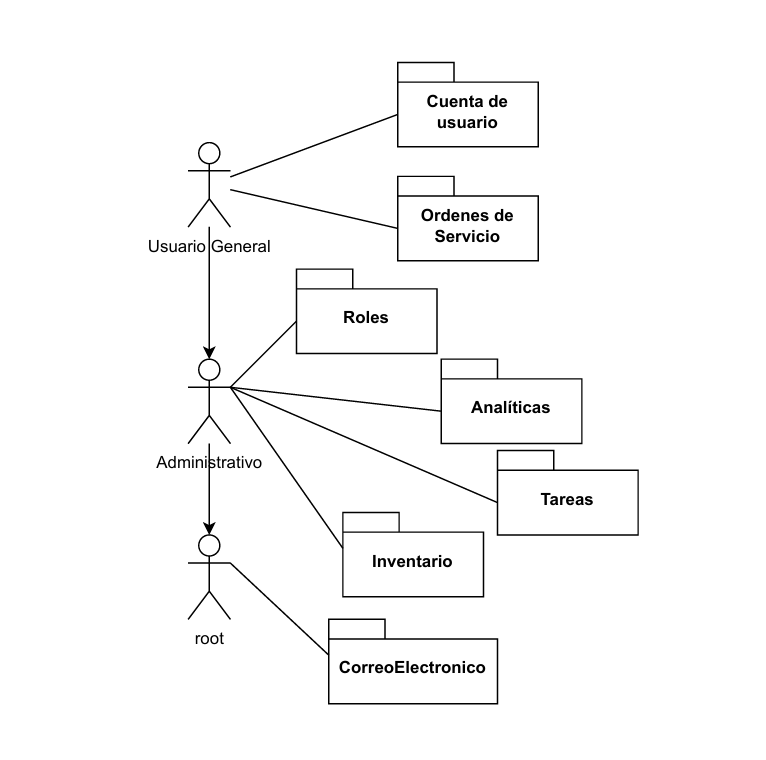 Cuenta de
usuario
Ordenes de
Servicio
Usuario General
Roles
Analíticas
Administrativo
Tareas
Inventario
root
CorreoElectronico